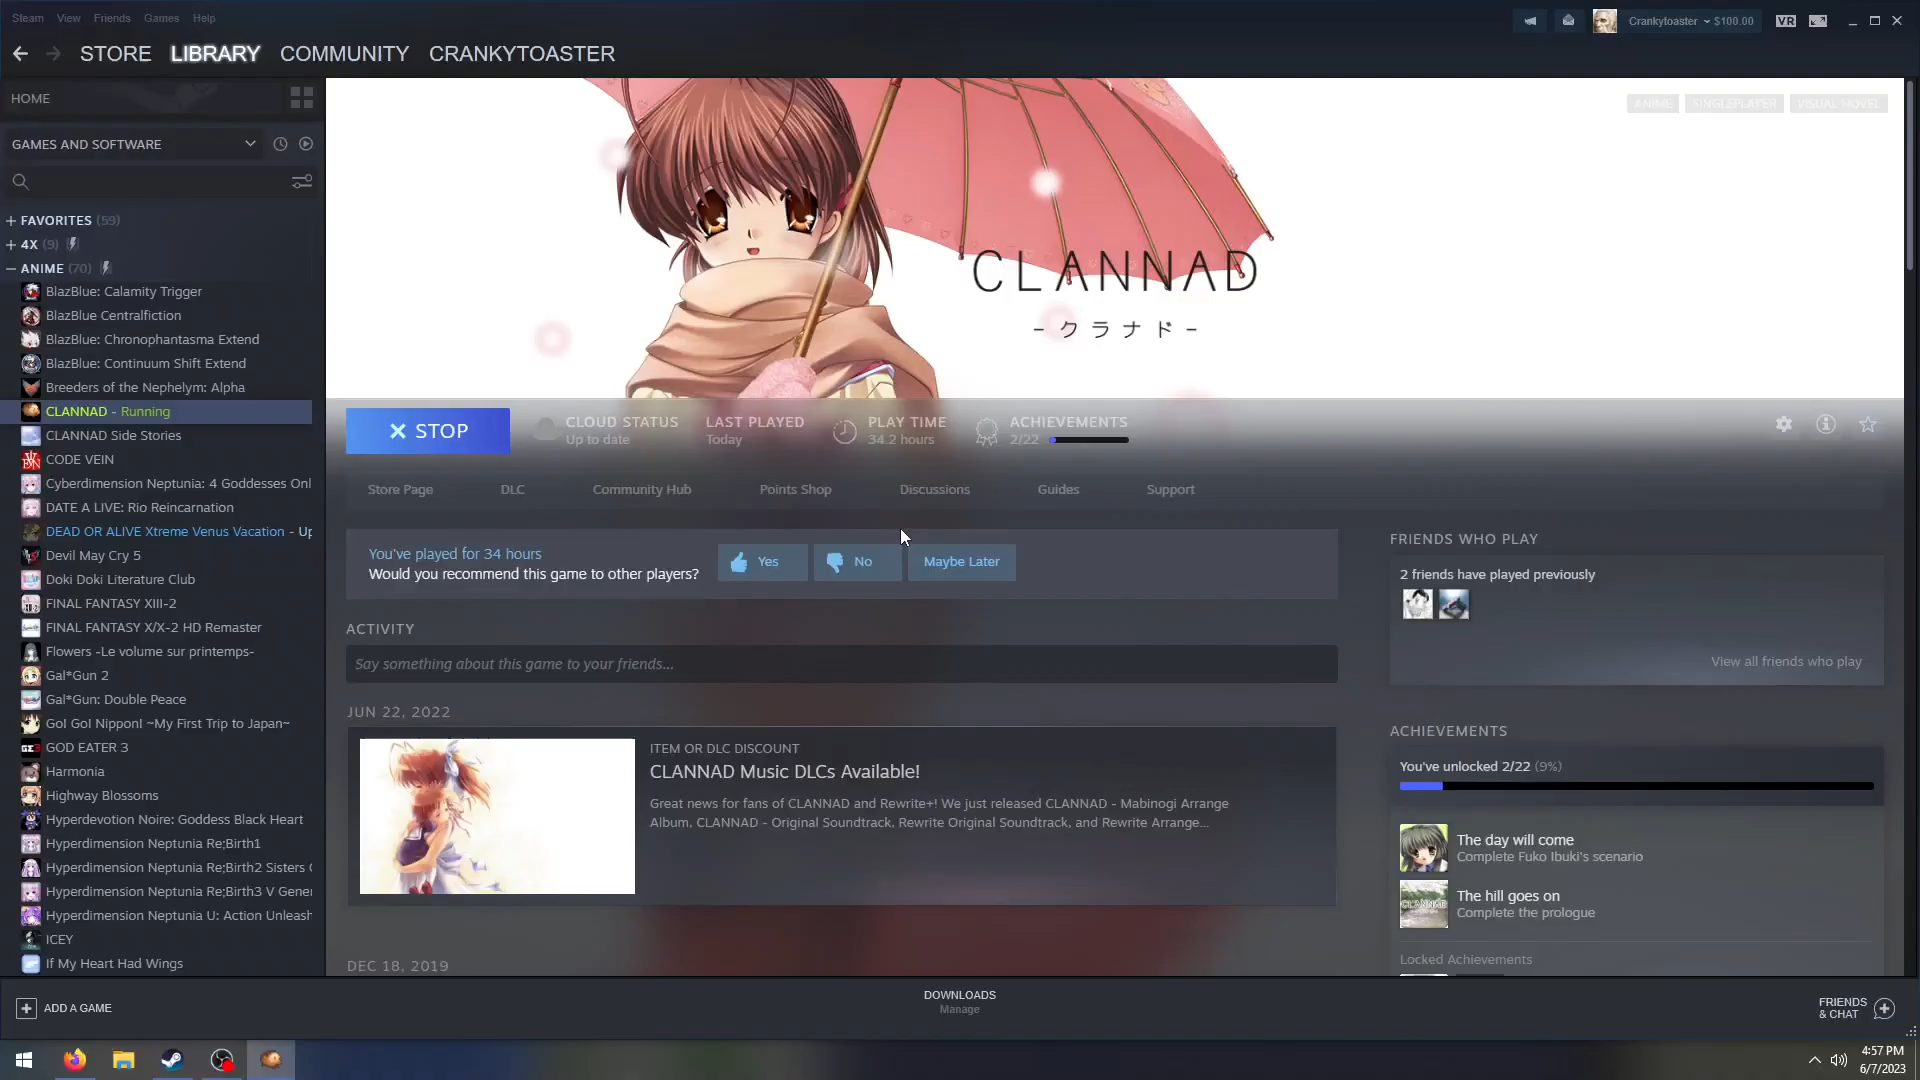 Steam View Friends Games Help
Crankytoaster $100.00
VR
STORE LIBRARY COMMUNITY CRANKYTOASTER
HOME
GAMES AND SOFTWARE
+ FAVORITES (59)
+ 4X (9)
− ANIME (70)
BlazBlue: Calamity Trigger
BlazBlue Centralfiction
BlazBlue: Chronophantasma Extend
BlazBlue: Continuum Shift Extend
Breeders of the Nephelym: Alpha
CLANNAD - Running
CLANNAD Side Stories
CODE VEIN
Cyberdimension Neptunia: 4 Goddesses Onl
DATE A LIVE: Rio Reincarnation
DEAD OR ALIVE Xtreme Venus Vacation - Up
Devil May Cry 5
Doki Doki Literature Club
FINAL FANTASY XIII-2
FINAL FANTASY X/X-2 HD Remaster
Flowers -Le volume sur printemps-
Gal*Gun 2
Gal*Gun: Double Peace
Go! Go! Nippon! ~My First Trip to Japan~
GOD EATER 3
Harmonia
Highway Blossoms
Hyperdevotion Noire: Goddess Black Heart
Hyperdimension Neptunia Re;Birth1
Hyperdimension Neptunia Re;Birth2 Sisters G
Hyperdimension Neptunia Re;Birth3 V Gener
Hyperdimension Neptunia U: Action Unleash
ICEY
If My Heart Had Wings
ANIME SINGLEPLAYER VISUAL NOVEL
CLANNAD
-クラナド-
STOP
CLOUD STATUS
Up to date
LAST PLAYED
Today
PLAY TIME
34.2 hours
ACHIEVEMENTS
2/22
Store Page DLC Community Hub Points Shop Discussions Guides Support
You've played for 34 hours
Would you recommend this game to other players?
Yes No Maybe Later
ACTIVITY
Say something about this game to your friends...
JUN 22, 2022
ITEM OR DLC DISCOUNT
CLANNAD Music DLCs Available!
Great news for fans of CLANNAD and Rewrite+! We just released CLANNAD - Mabinogi Arrange
Album, CLANNAD - Original Soundtrack, Rewrite Original Soundtrack, and Rewrite Arrange...
DEC 18, 2019
FRIENDS WHO PLAY
2 friends have played previously
View all friends who play
ACHIEVEMENTS
You've unlocked 2/22 (9%)
The day will come
Complete Fuko Ibuki's scenario
The hill goes on
Complete the prologue
Locked Achievements
ADD A GAME
DOWNLOADS
Manage
FRIENDS
& CHAT
4:57 PM
6/7/2023